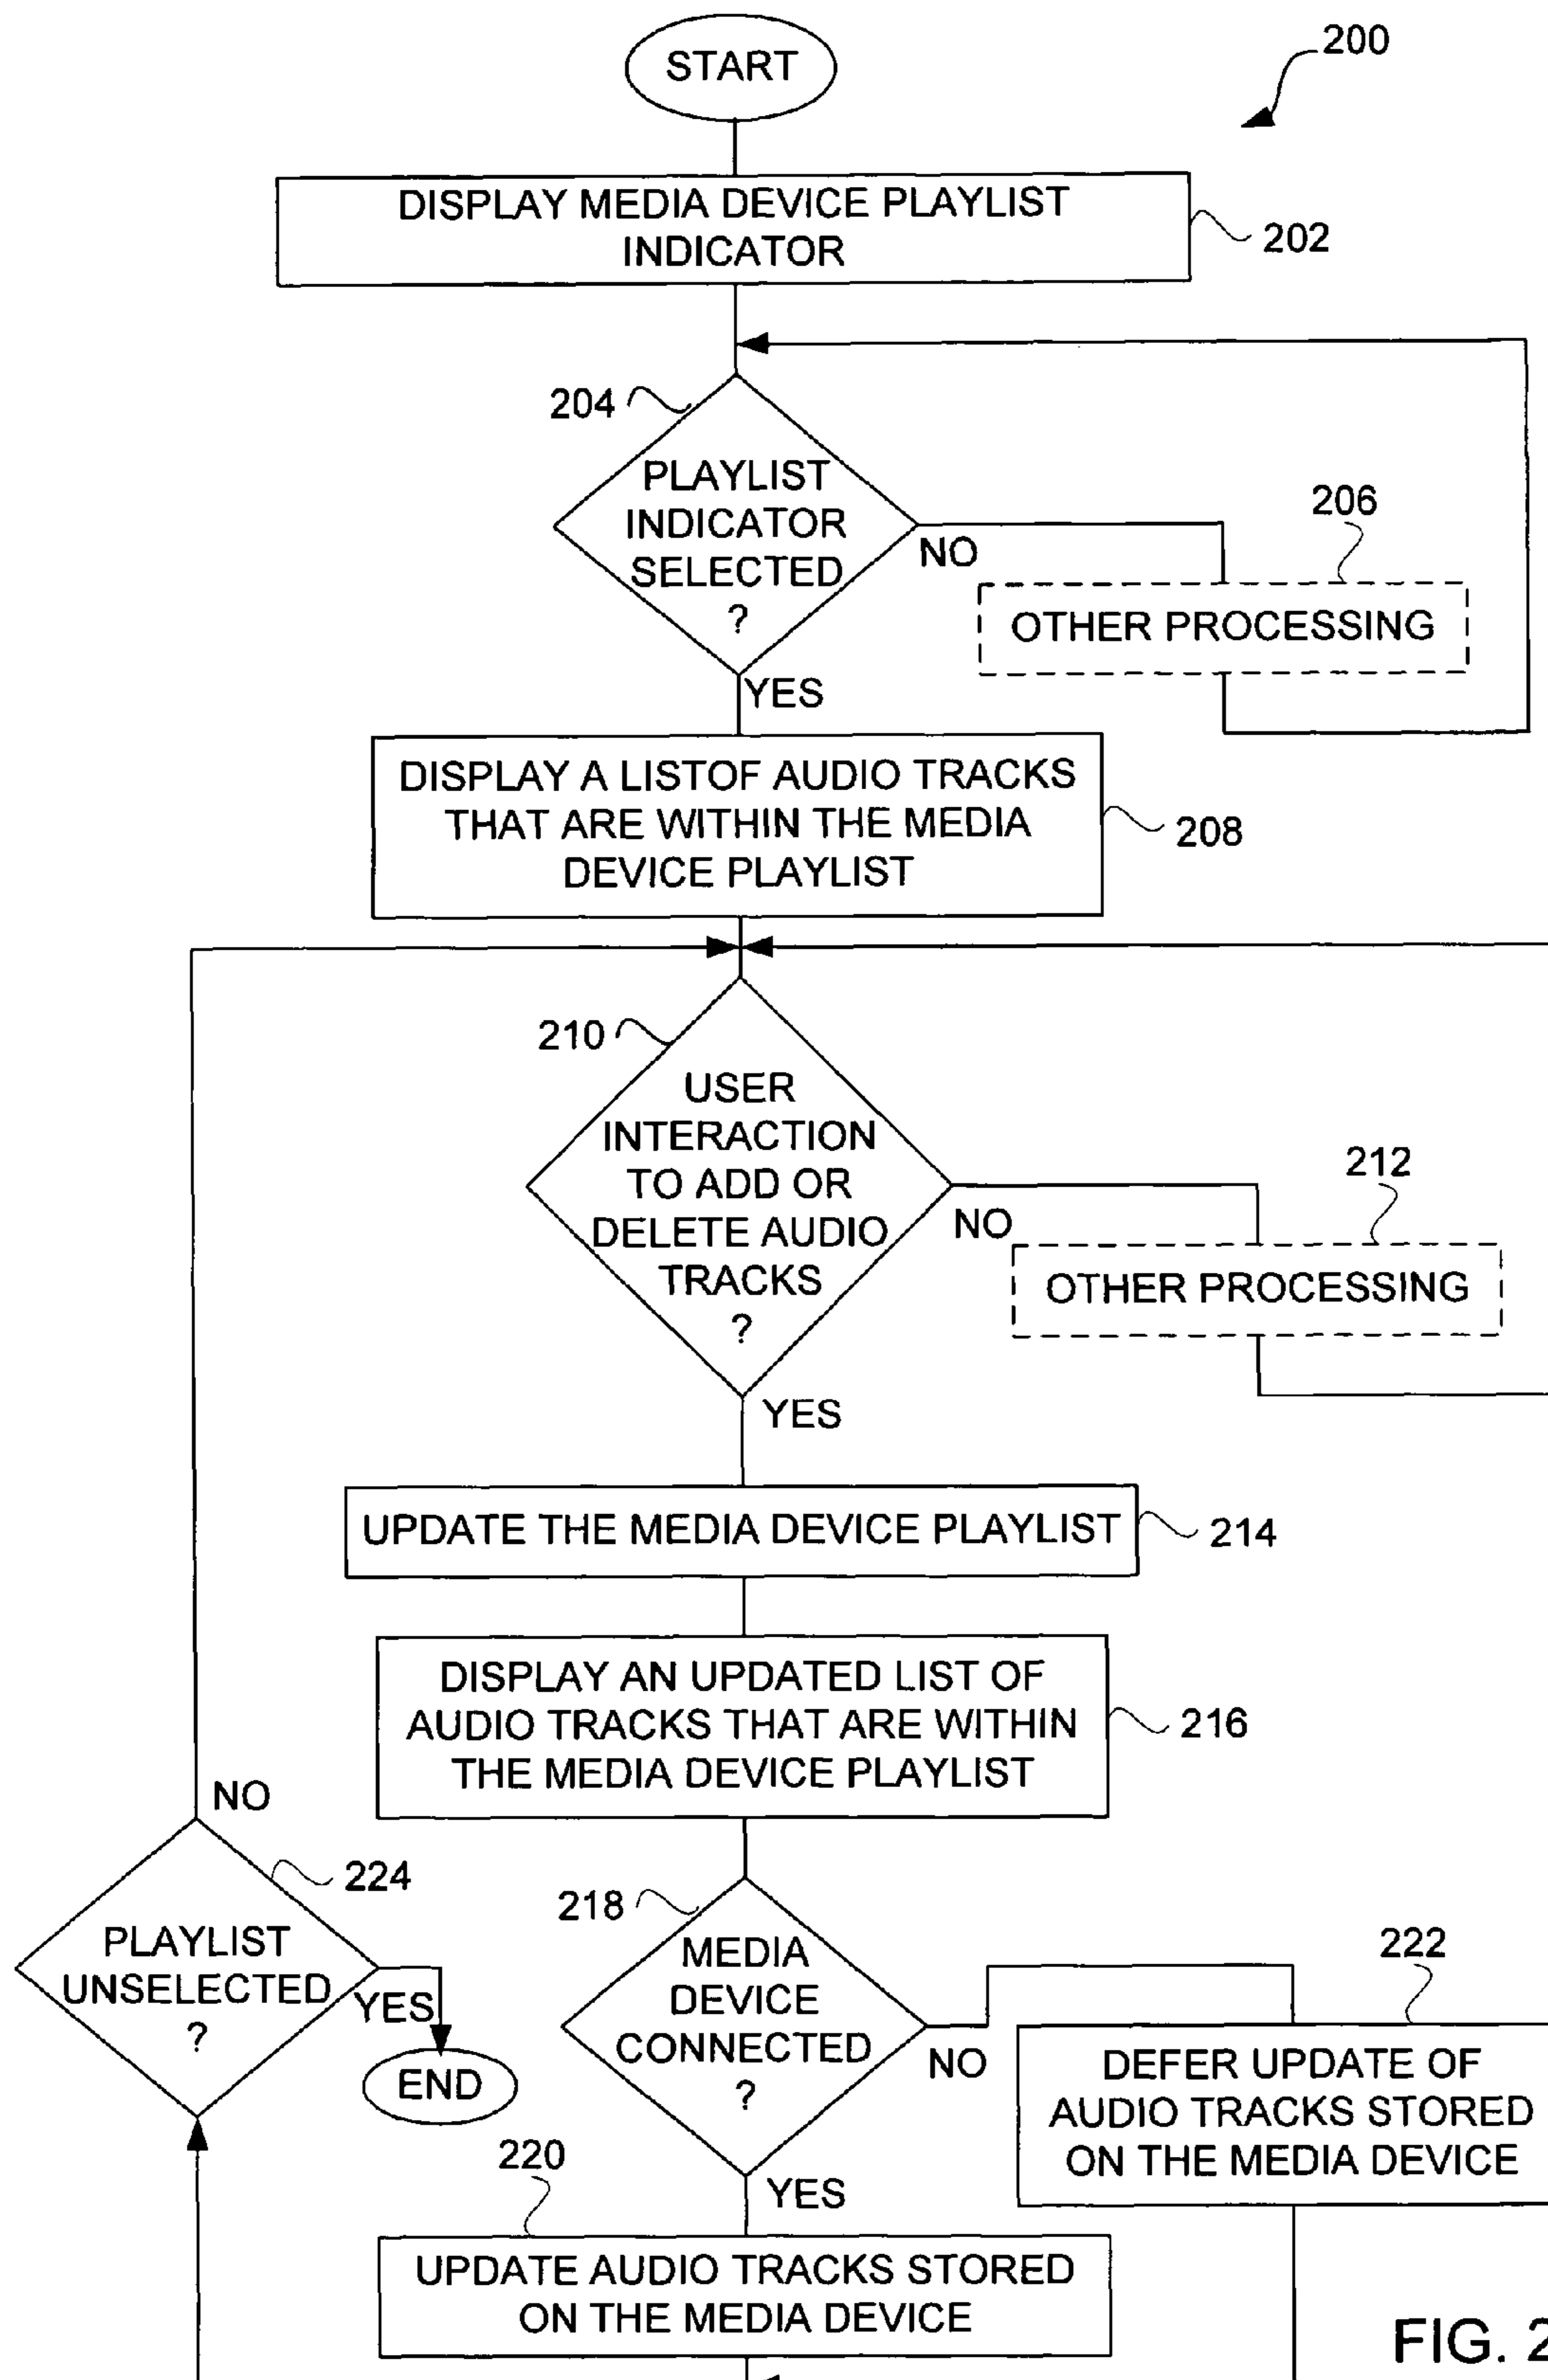 START
200
DISPLAY MEDIA DEVICE PLAYLIST
INDICATOR
202
204
PLAYLIST
INDICATOR
SELECTED
?
NO
206
OTHER PROCESSING
YES
DISPLAY A LISTOF AUDIO TRACKS
THAT ARE WITHIN THE MEDIA
DEVICE PLAYLIST
208
210
USER
INTERACTION
TO ADD OR
DELETE AUDIO
TRACKS
?
NO
212
OTHER PROCESSING
YES
UPDATE THE MEDIA DEVICE PLAYLIST
214
DISPLAY AN UPDATED LIST OF
AUDIO TRACKS THAT ARE WITHIN
THE MEDIA DEVICE PLAYLIST
216
NO
224
PLAYLIST
UNSELECTED
?
YES
END
218
MEDIA
DEVICE
CONNECTED
?
NO
222
DEFER UPDATE OF
AUDIO TRACKS STORED
ON THE MEDIA DEVICE
YES
220
UPDATE AUDIO TRACKS STORED
ON THE MEDIA DEVICE
FIG. 2